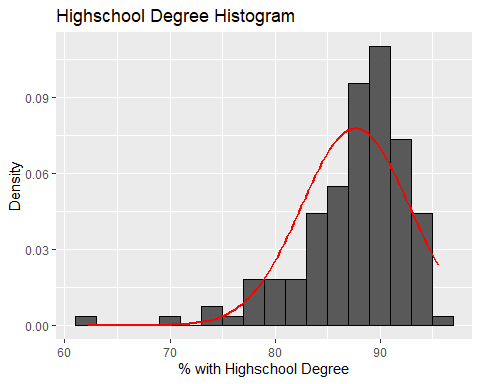 Highschool Degree Histogram
Density
0.09
0.06
0.03
0.00
60 70 80 90
% with Highschool Degree